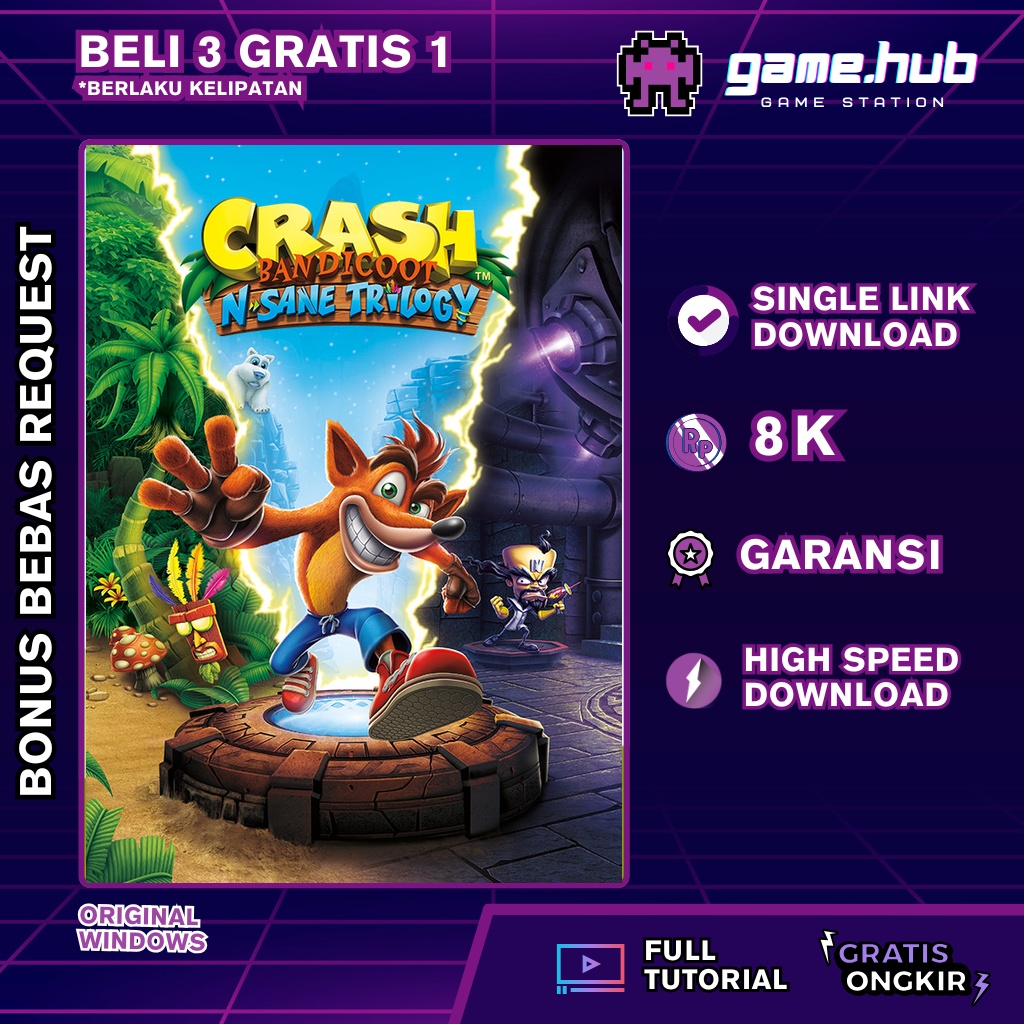 BELI 3 GRATIS 1
*BERLAKU KELIPATAN
game.hub
GAME STATION
BONUS BEBAS REQUEST
CRASH
BANDICOOT
TM
N. SANE TRILOGY
N
SINGLE LINK
DOWNLOAD
RP
8K
GARANSI
HIGH SPEED
DOWNLOAD
ORIGINAL
WINDOWS
FULL
TUTORIAL
GRATIS
ONGKIR